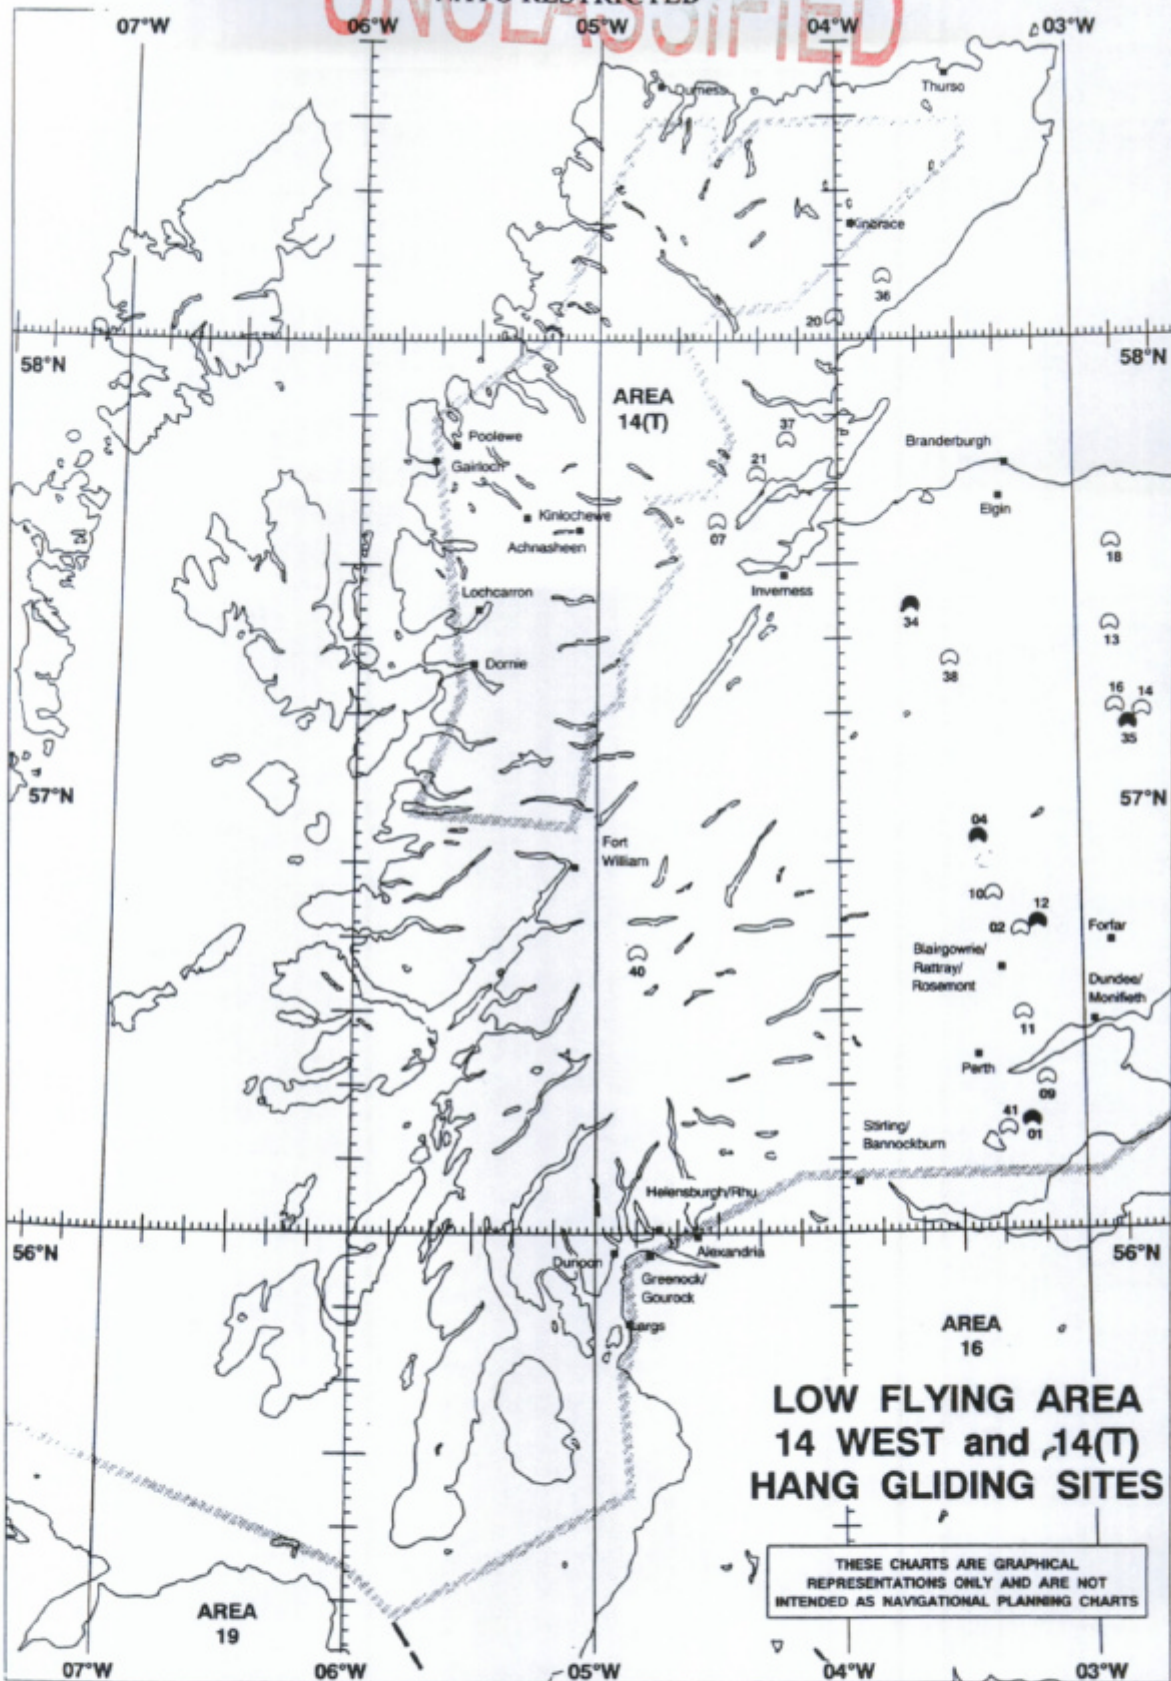 NATO RESTRICTED
UNCLASSIFIED
07°W 06°W 05°W 04°W 03°W
Durness
Thurso
Kinbrace
36
20
58°N
58°N
AREA
14(T)
37
Poolewe
Branderburgh
Gairloch
21
Elgin
Kinlochewe
07
Achnasheen
18
Inverness
Lochcarron
34
13
Dornie
38
16 14
35
57°N
57°N
04
Fort
William
10
12
02
Forfar
Blairgowrie/
Rattray/
Rosemont
40
Dundee/
Monifieth
11
Perth
09
41
01
Stirling/
Bannockburn
Helensburgh/Rhu
56°N
56°N
Dunoon
Alexandria
Greenock/
Gourock
Largs
AREA
16
LOW FLYING AREA
14 WEST and 14(T)
HANG GLIDING SITES
THESE CHARTS ARE GRAPHICAL
REPRESENTATIONS ONLY AND ARE NOT
INTENDED AS NAVIGATIONAL PLANNING CHARTS
AREA
19
07°W 06°W 05°W 04°W 03°W